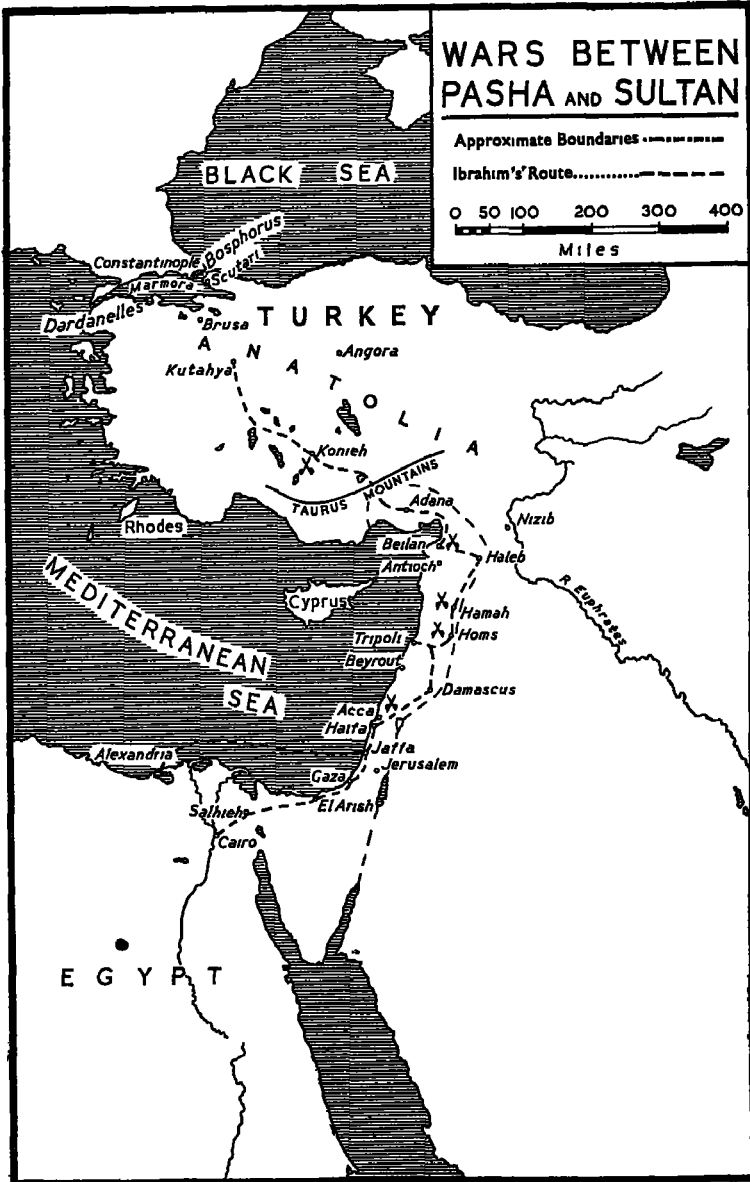 WARS BETWEEN
PASHA AND SULTAN
Approximate Boundaries
Ibrahim's' Route
0 50 100 200 300 400
Miles
BLACK SEA
Constantinople
Bosphorus
Scutari
Marmora
Dardanelles
Brusa
TURKEY
ANATOLIA
Angora
Kutahya
Konieh
TAURUS MOUNTAINS
Adana
Nizib
Rhodes
Beilan
Haleb
Antioch
R Euphrates
MEDITERRANEAN
SEA
Cyprus
Hamah
Homs
Tripoli
Beyrout
Damascus
Acca
Haifa
Jaffa
Jerusalem
Alexandria
Gaza
El Arish
Salhieh
Cairo
EGYPT